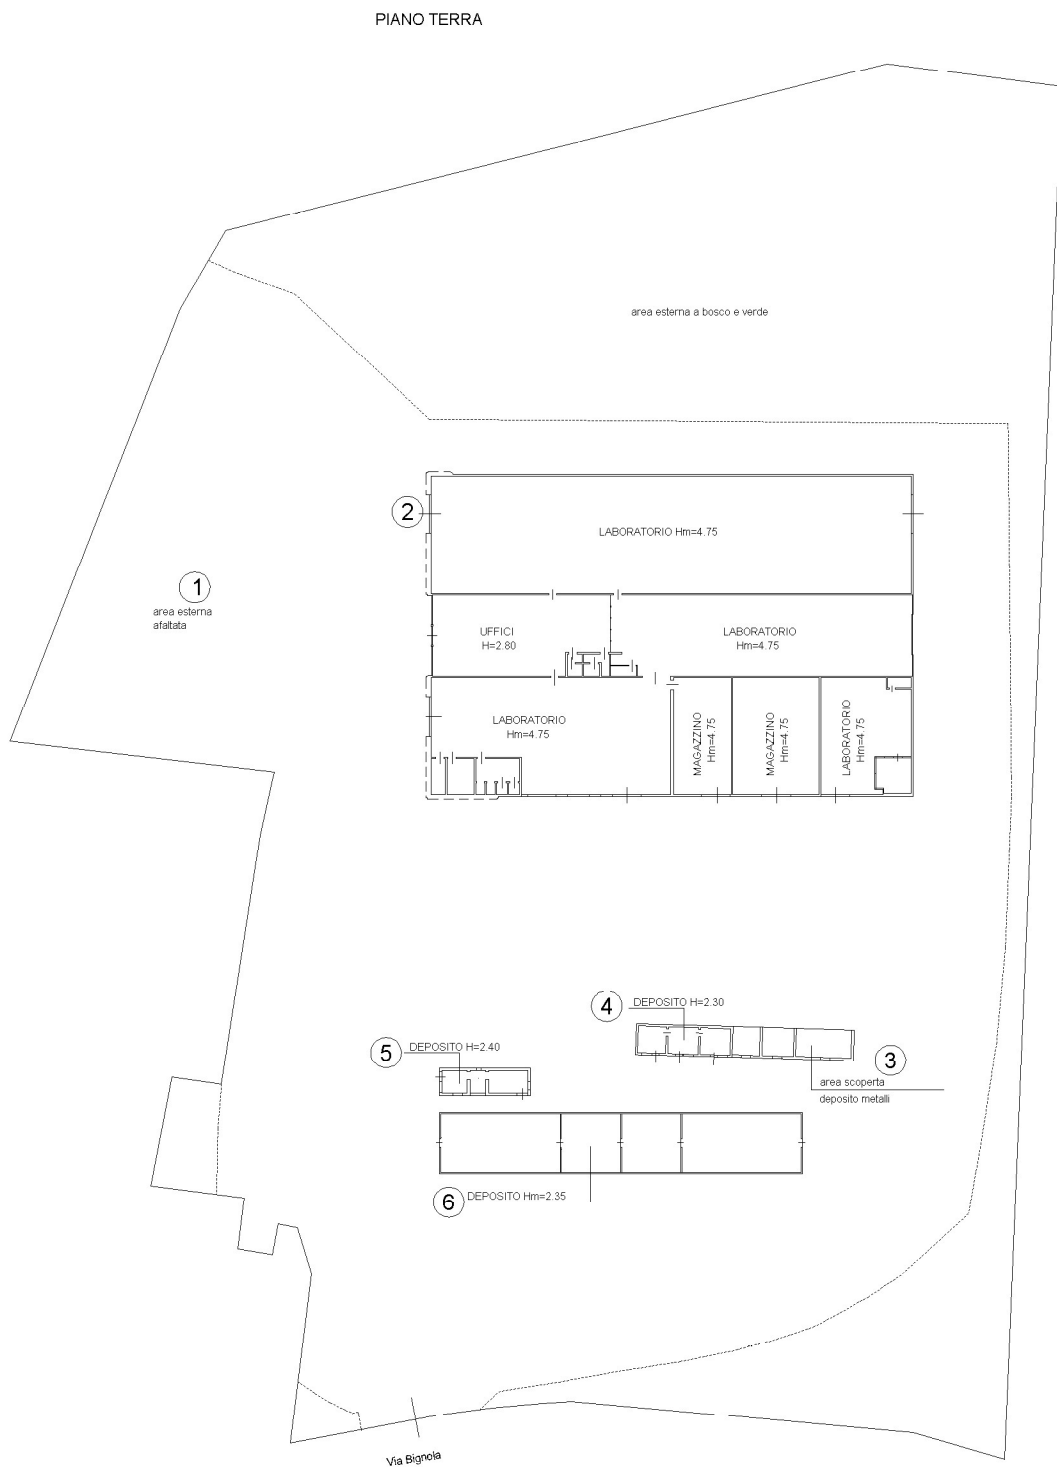 PIANO TERRA
area esterna a bosco e verde
2
LABORATORIO Hm=4.75
1
area esterna
afaltata
UFFICI
H=2.80
LABORATORIO
Hm=4.75
LABORATORIO
Hm=4.75
MAGAZZINO
Hm=4.75
MAGAZZINO
Hm=4.75
LABORATORIO
Hm=4.75
4
DEPOSITO H=2.30
5
DEPOSITO H=2.40
3
area scoperta
deposito metalli
6
DEPOSITO Hm=2.35
Via Bignola